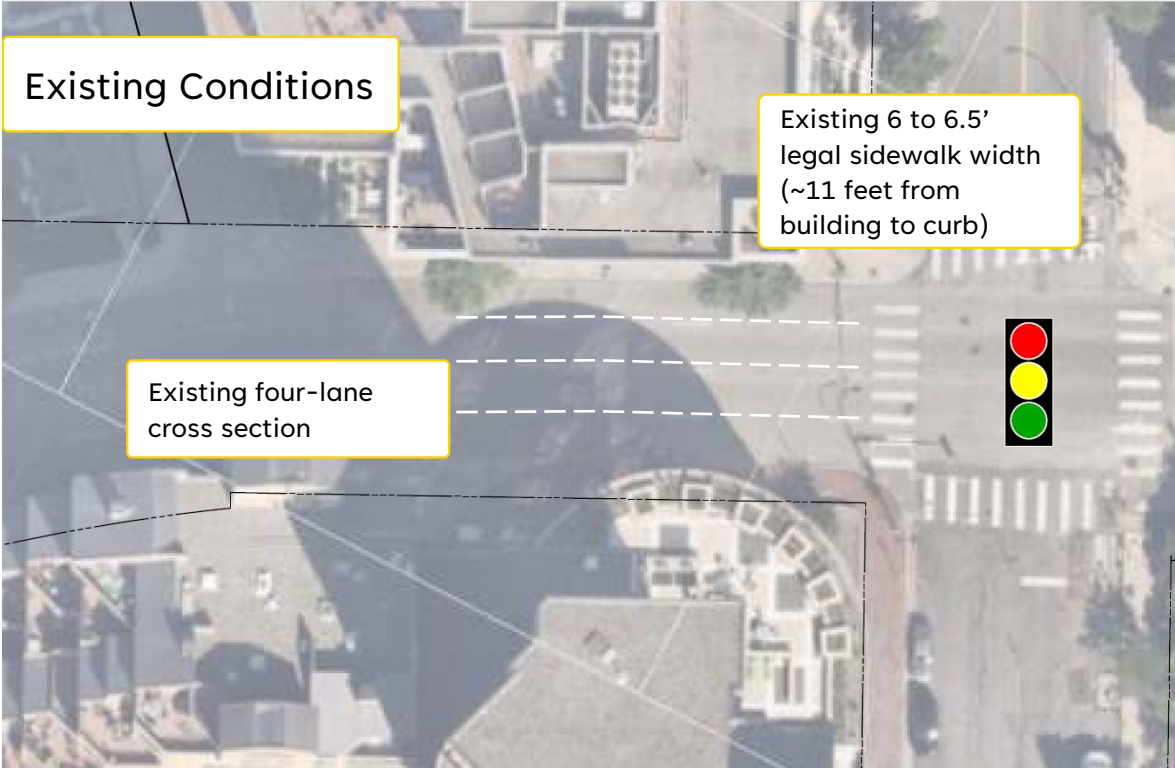 Existing Conditions
Existing 6 to 6.5’
legal sidewalk width
(~11 feet from
building to curb)
Existing four-lane
cross section